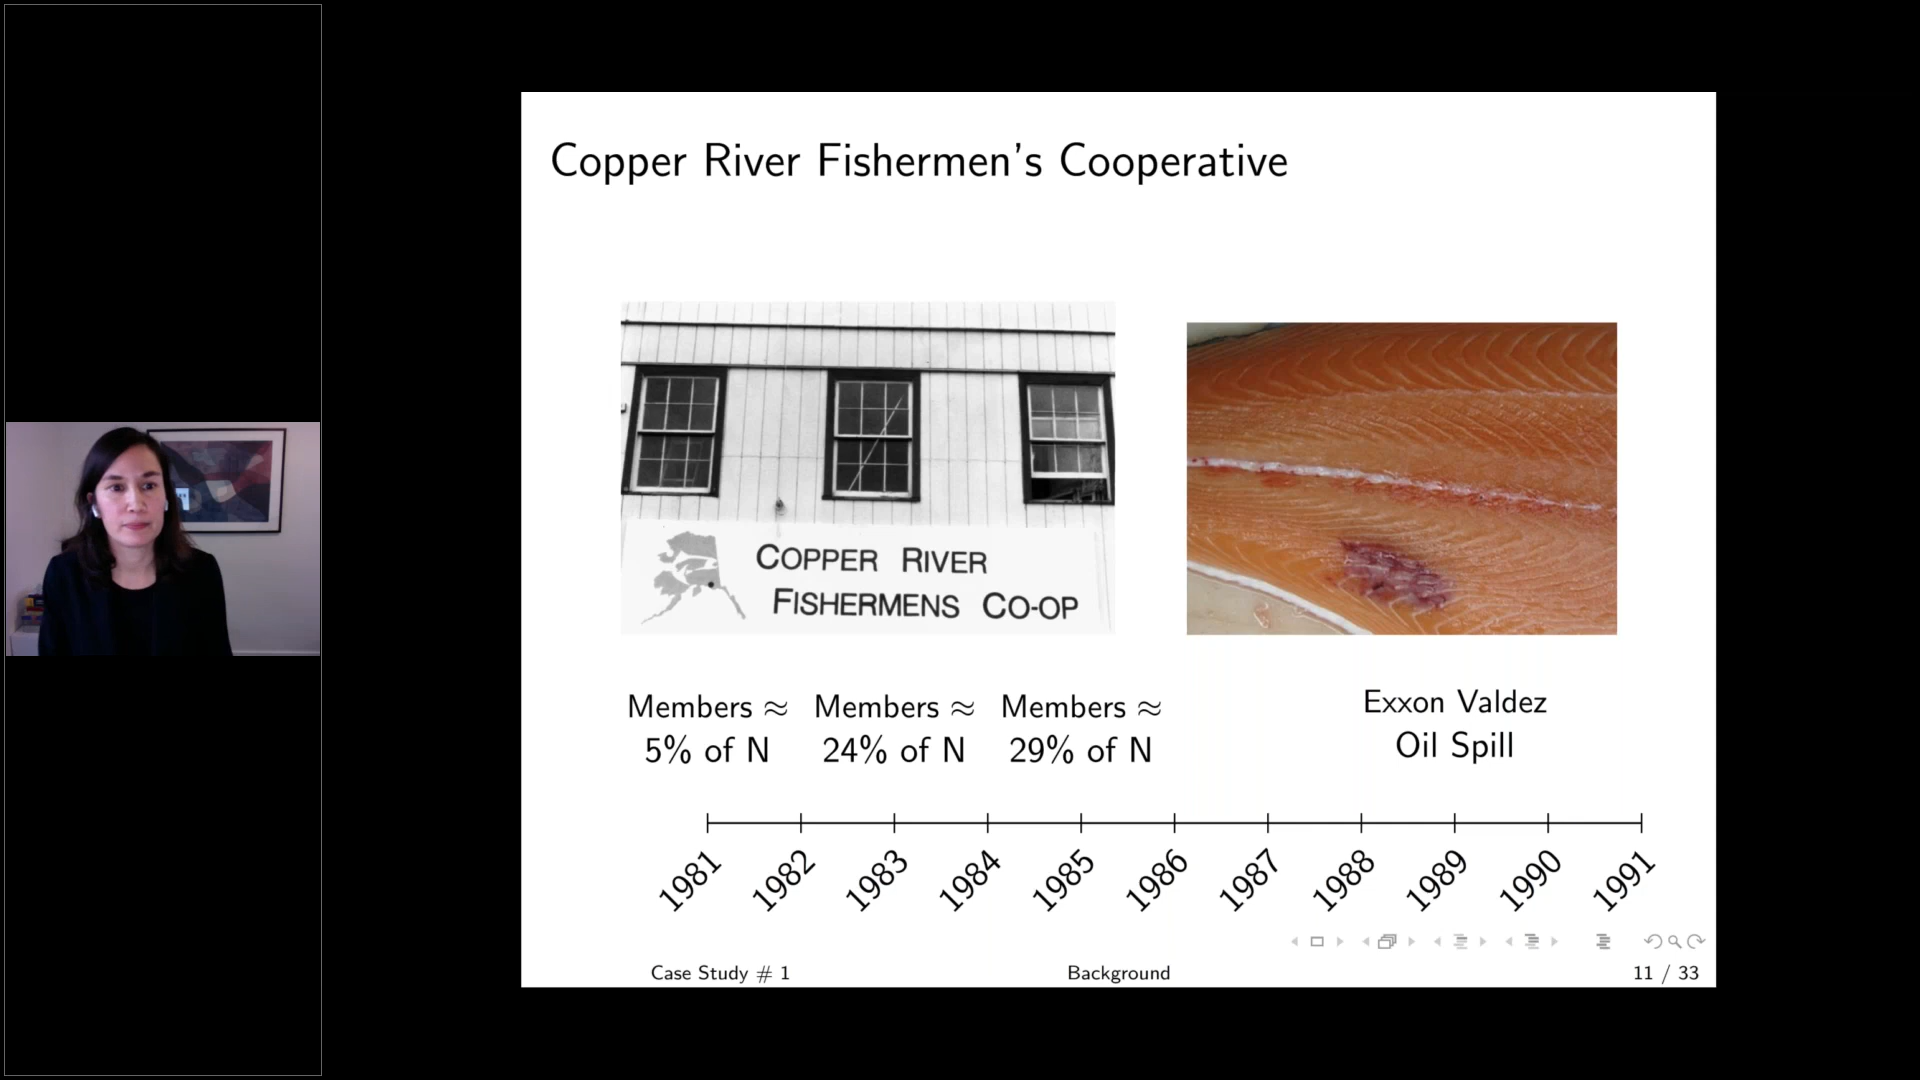 Copper River Fishermen's Cooperative
COPPER RIVER
FISHERMENS CO-OP
Members ≈ Members ≈ Members ≈
5% of N 24% of N 29% of N
Exxon Valdez
Oil Spill
1981 1982 1983 1984 1985 1986 1987 1988 1989 1990 1991
Case Study # 1 Background 11 / 33